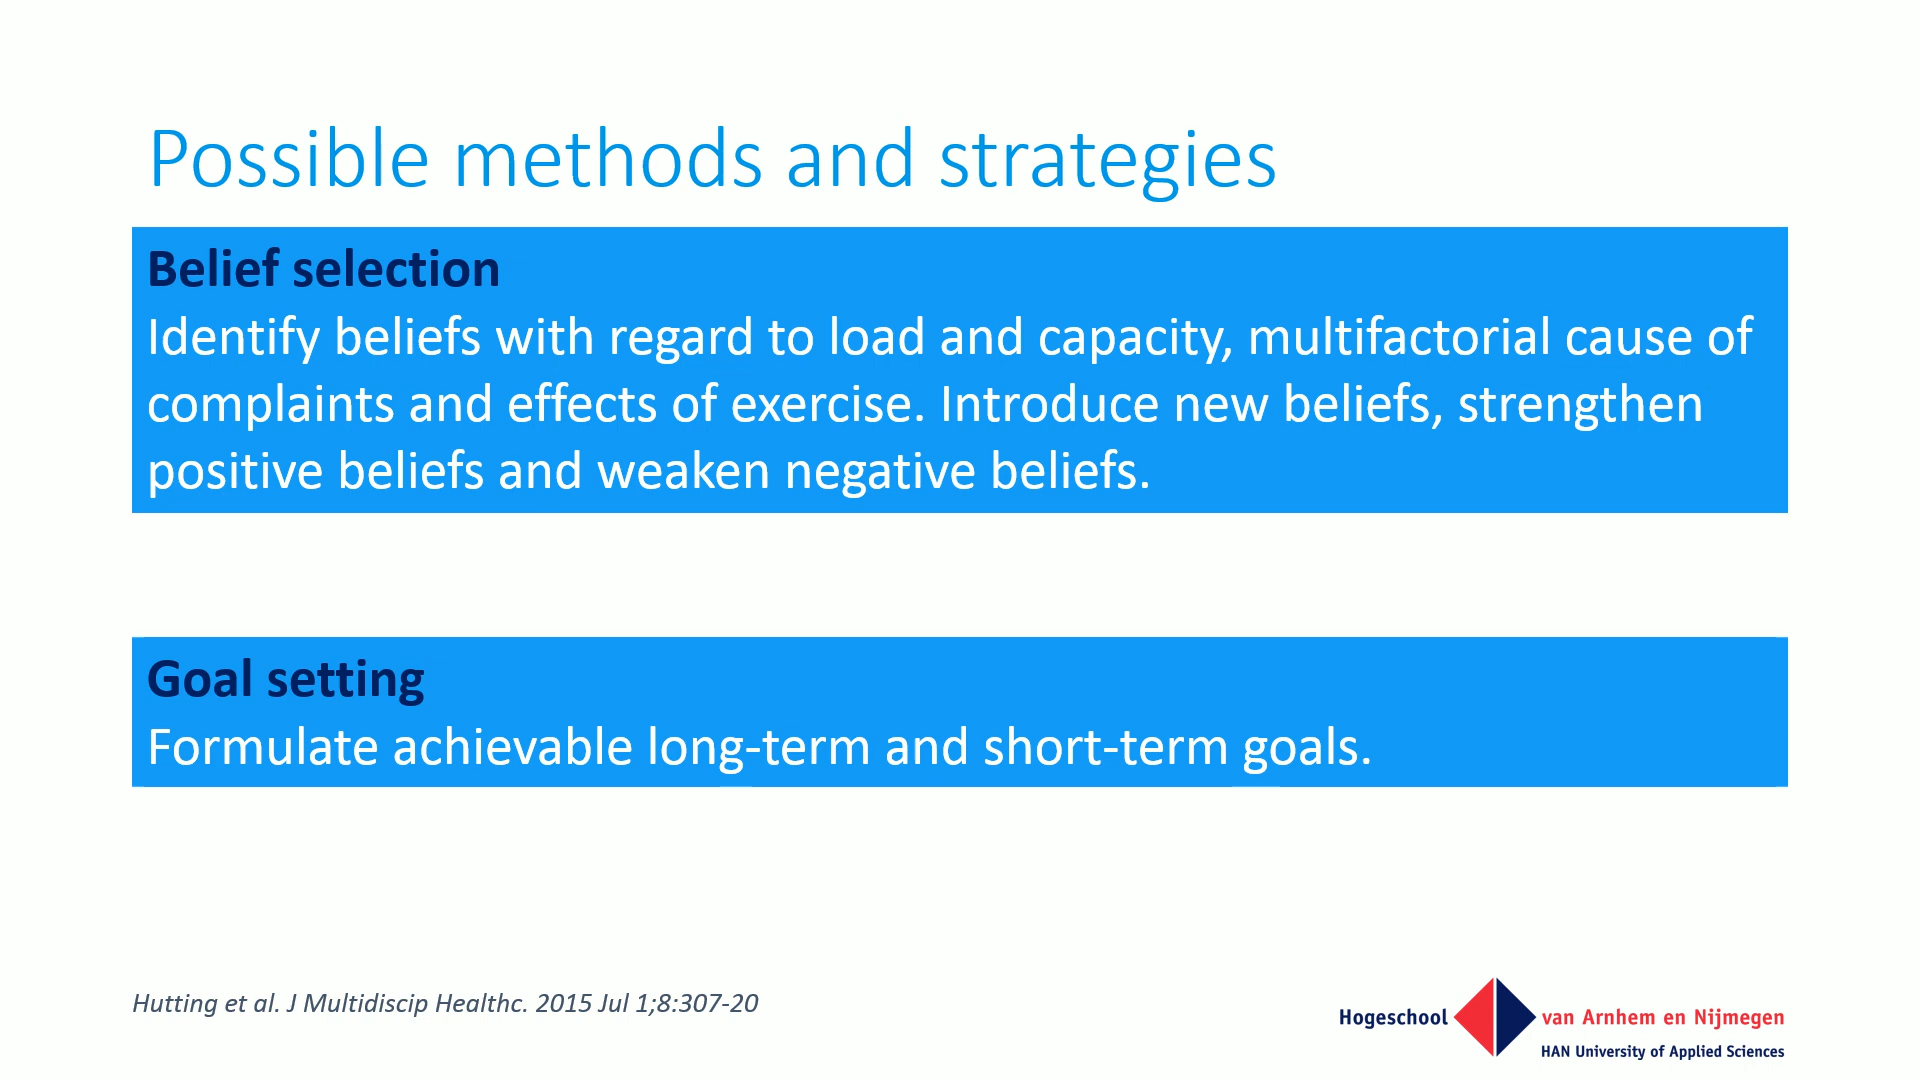 Possible methods and strategies
Belief selection
Identify beliefs with regard to load and capacity, multifactorial cause of
complaints and effects of exercise. Introduce new beliefs, strengthen
positive beliefs and weaken negative beliefs.
Goal setting
Formulate achievable long-term and short-term goals.
Hutting et al. J Multidiscip Healthc. 2015 Jul 1;8:307-20
Hogeschool van Arnhem en Nijmegen
HAN University of Applied Sciences